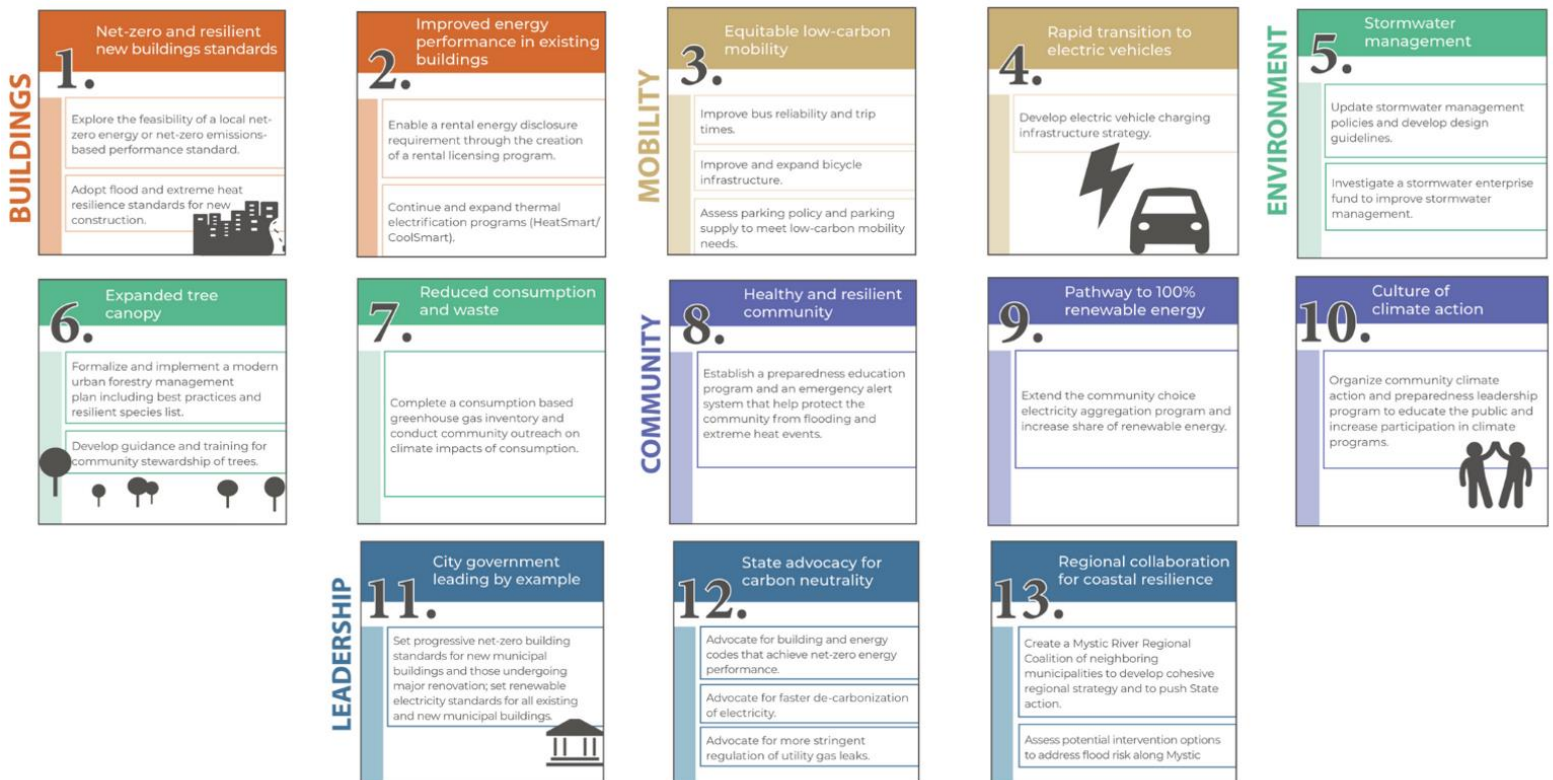 BUILDINGS
1.
Net-zero and resilient
new buildings standards
Explore the feasibility of a local net-
zero energy or net-zero emissions-
based performance standard.
Adopt flood and extreme heat
resilience standards for new
construction.
2.
Improved energy
performance in existing
buildings
Enable a rental energy disclosure
requirement through the creation
of a rental licensing program.
Continue and expand thermal
electrification programs (HeatSmart/
CoolSmart).
MOBILITY
3.
Equitable low-carbon
mobility
Improve bus reliability and trip
times.
Improve and expand bicycle
infrastructure.
Assess parking policy and parking
supply to meet low-carbon mobility
needs.
4.
Rapid transition to
electric vehicles
Develop electric vehicle charging
infrastructure strategy.
ENVIRONMENT
5.
Stormwater
management
Update stormwater management
policies and develop design
guidelines.
Investigate a stormwater enterprise
fund to improve stormwater
management.
6.
Expanded tree
canopy
Formalize and implement a modern
urban forestry management
plan including best practices and
resilient species list.
Develop guidance and training for
community stewardship of trees.
7.
Reduced consumption
and waste
Complete a consumption based
greenhouse gas inventory and
conduct community outreach on
climate impacts of consumption.
COMMUNITY
8.
Healthy and resilient
community
Establish a preparedness education
program and an emergency alert
system that help protect the
community from flooding and
extreme heat events.
9.
Pathway to 100%
renewable energy
Extend the community choice
electricity aggregation program and
increase share of renewable energy.
10.
Culture of
climate action
Organize community climate
action and preparedness leadership
program to educate the public and
increase participation in climate
programs.
LEADERSHIP
11.
City government
leading by example
Set progressive net-zero building
standards for new municipal
buildings and those undergoing
major renovation; set renewable
electricity standards for all existing
and new municipal buildings.
12.
State advocacy for
carbon neutrality
Advocate for building and energy
codes that achieve net-zero energy
performance.
Advocate for faster de-carbonization
of electricity.
Advocate for more stringent
regulation of utility gas leaks.
13.
Regional collaboration
for coastal resilience
Create a Mystic River Regional
Coalition of neighboring
municipalities to develop cohesive
regional strategy and to push State
action.
Assess potential intervention options
to address flood risk along Mystic